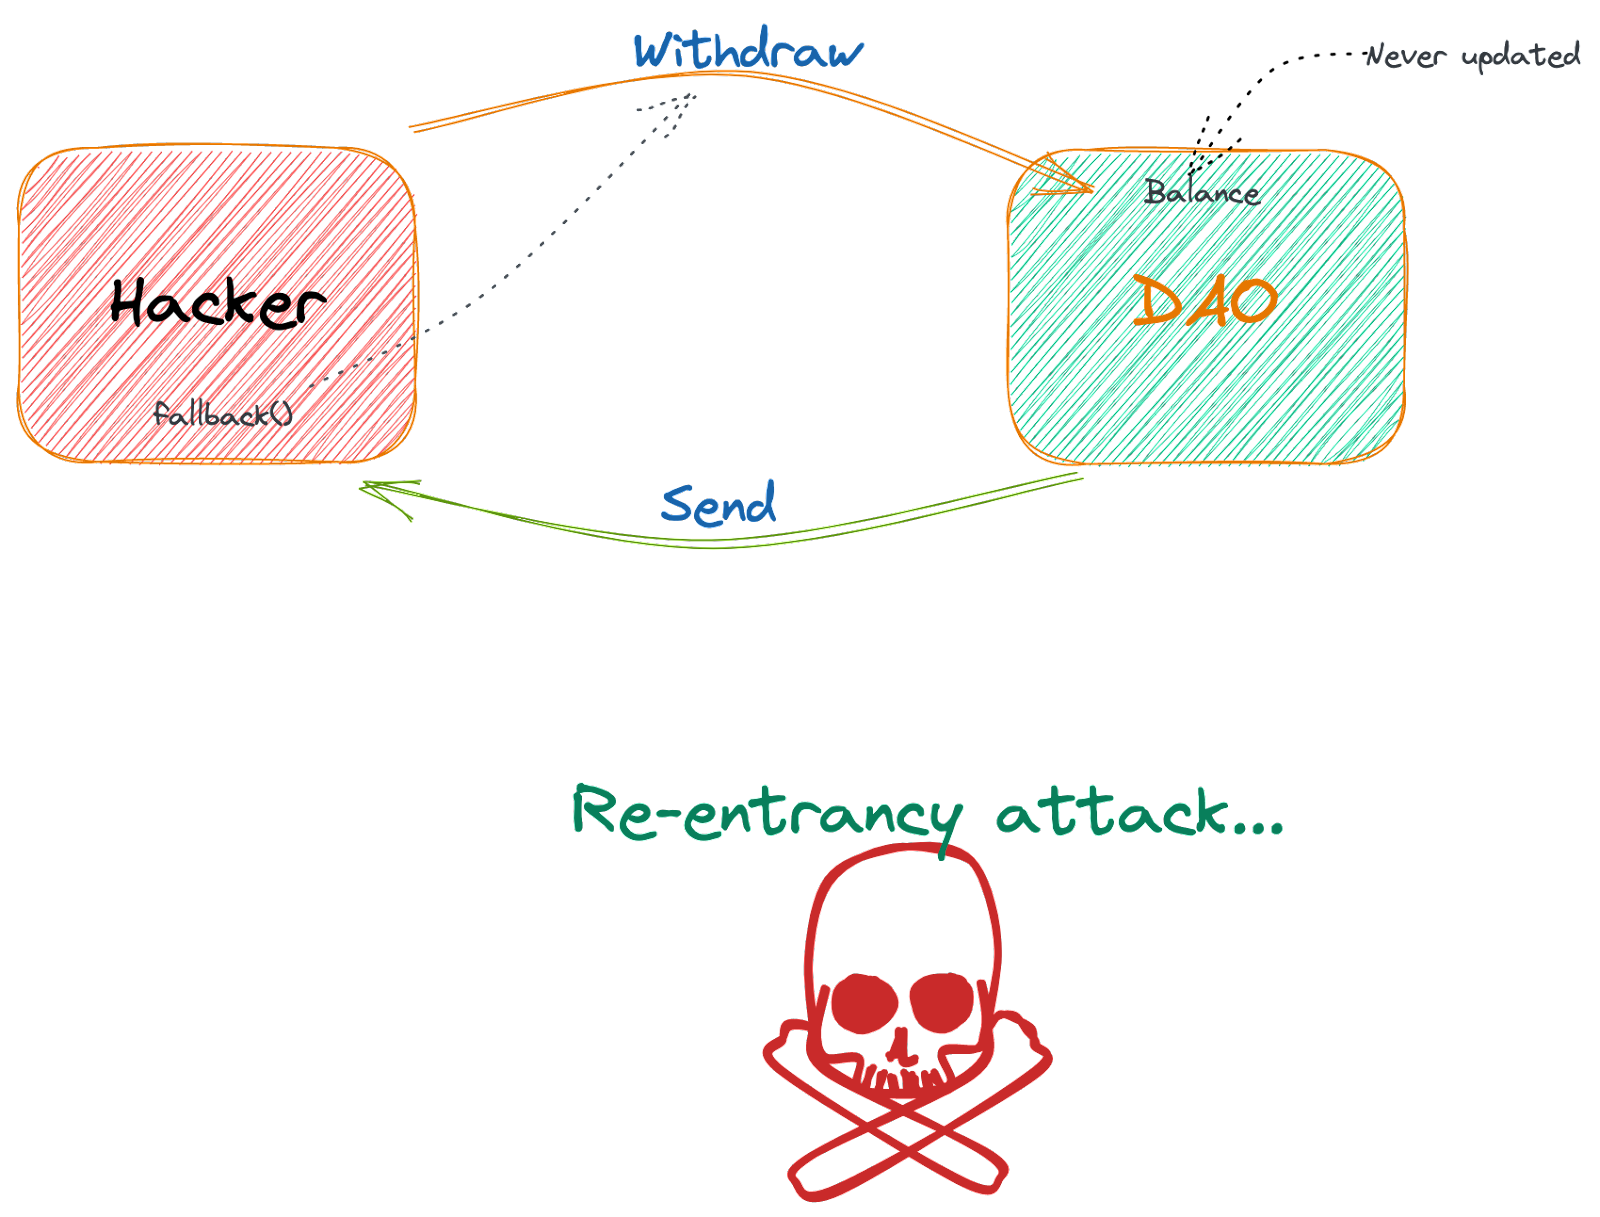 Withdraw
Never updated
Balance
Hacker
DAO
fallback()
Send
Re-entrancy attack...